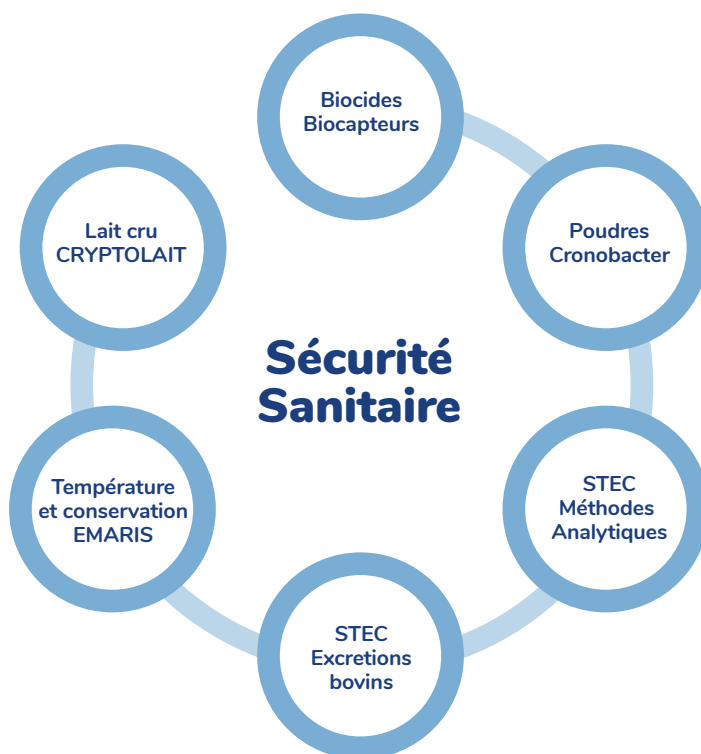 Biocides
Biocapteurs
Lait cru
CRYPTOLAIT
Poudres
Cronobacter
Sécurité
Sanitaire
Température
et conservation
EMARIS
STEC
Méthodes
Analytiques
STEC
Excretions
bovins